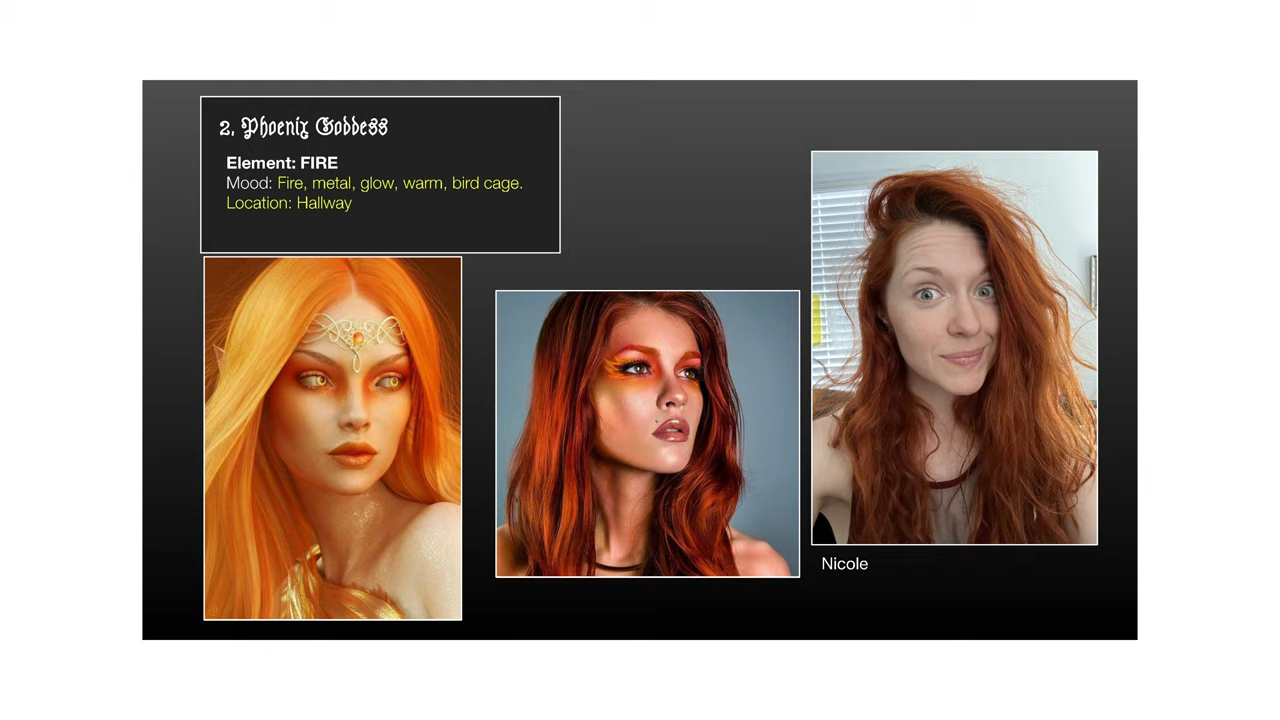 2. Phoenix Goddess
Element: FIRE
Mood: Fire, metal, glow, warm, bird cage.
Location: Hallway
Nicole